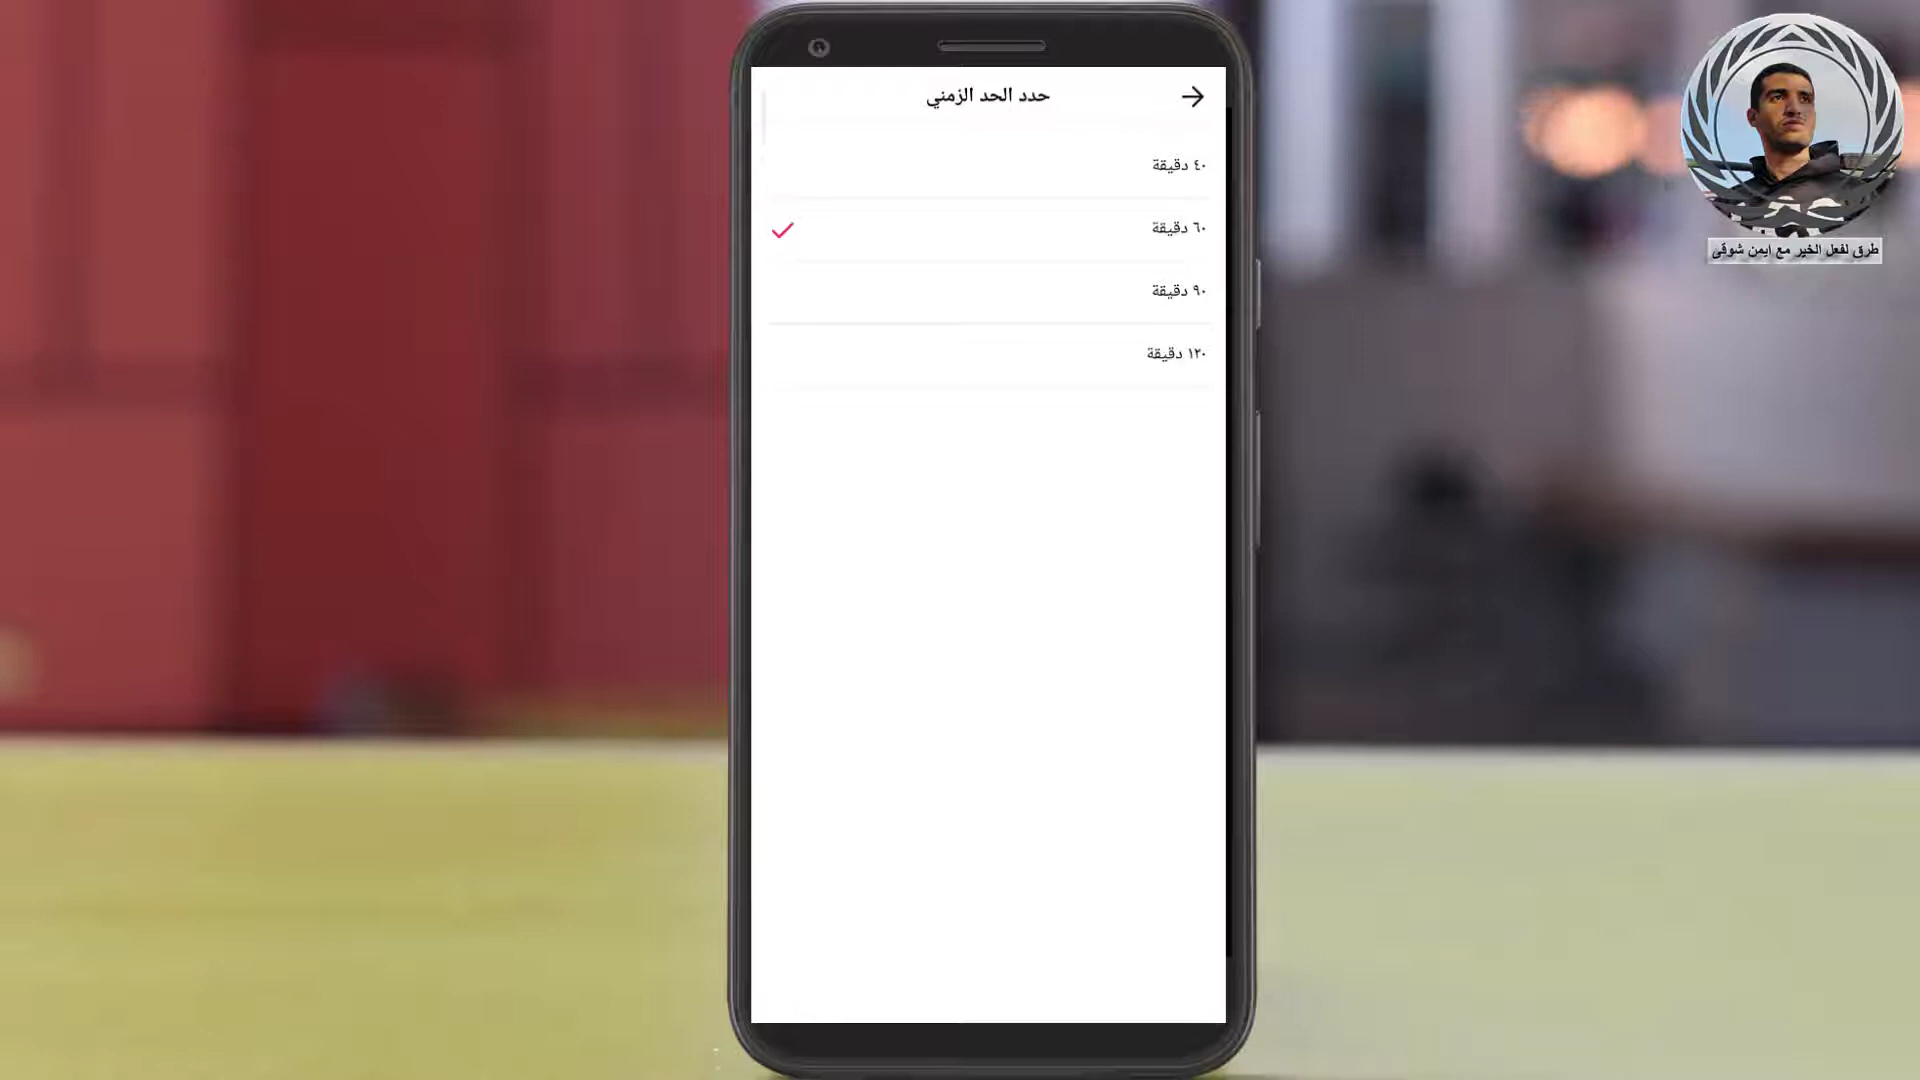 حدد الحد الزمني
٤٠ دقيقة
٦٠ دقيقة
٩٠ دقيقة
١٢٠ دقيقة
طرق لفعل الخير مع ايمن شوقى